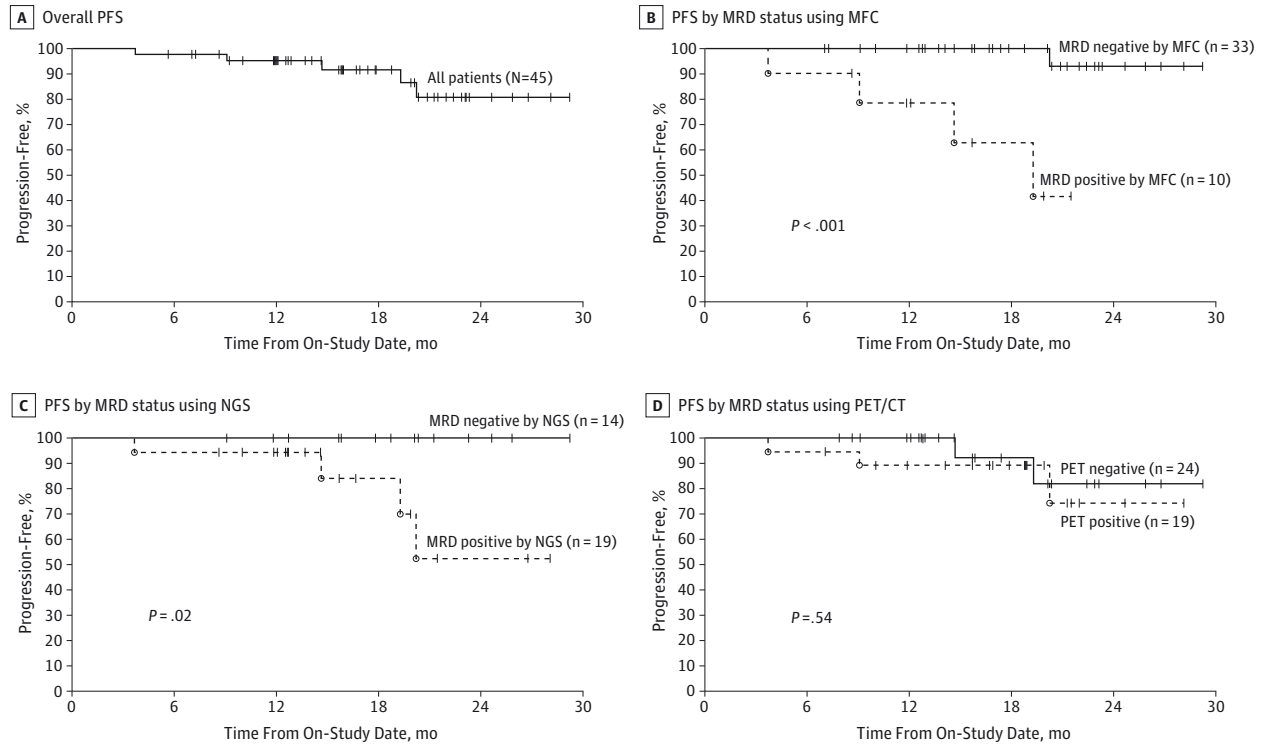 A Overall PFS
100
90
80
70
60
50
40
30
20
10
0
Progression-Free, %
All patients (N=45)
0 6 12 18 24 30
Time From On-Study Date, mo
B PFS by MRD status using MFC
100
90
80
70
60
50
40
30
20
10
0
Progression-Free, %
MRD negative by MFC (n = 33)
MRD positive by MFC (n = 10)
P < .001
0 6 12 18 24 30
Time From On-Study Date, mo
C PFS by MRD status using NGS
100
90
80
70
60
50
40
30
20
10
0
Progression-Free, %
MRD negative by NGS (n = 14)
MRD positive by NGS (n = 19)
P = .02
0 6 12 18 24 30
Time From On-Study Date, mo
D PFS by MRD status using PET/CT
100
90
80
70
60
50
40
30
20
10
0
Progression-Free, %
PET negative (n = 24)
PET positive (n = 19)
P =.54
0 6 12 18 24 30
Time From On-Study Date, mo